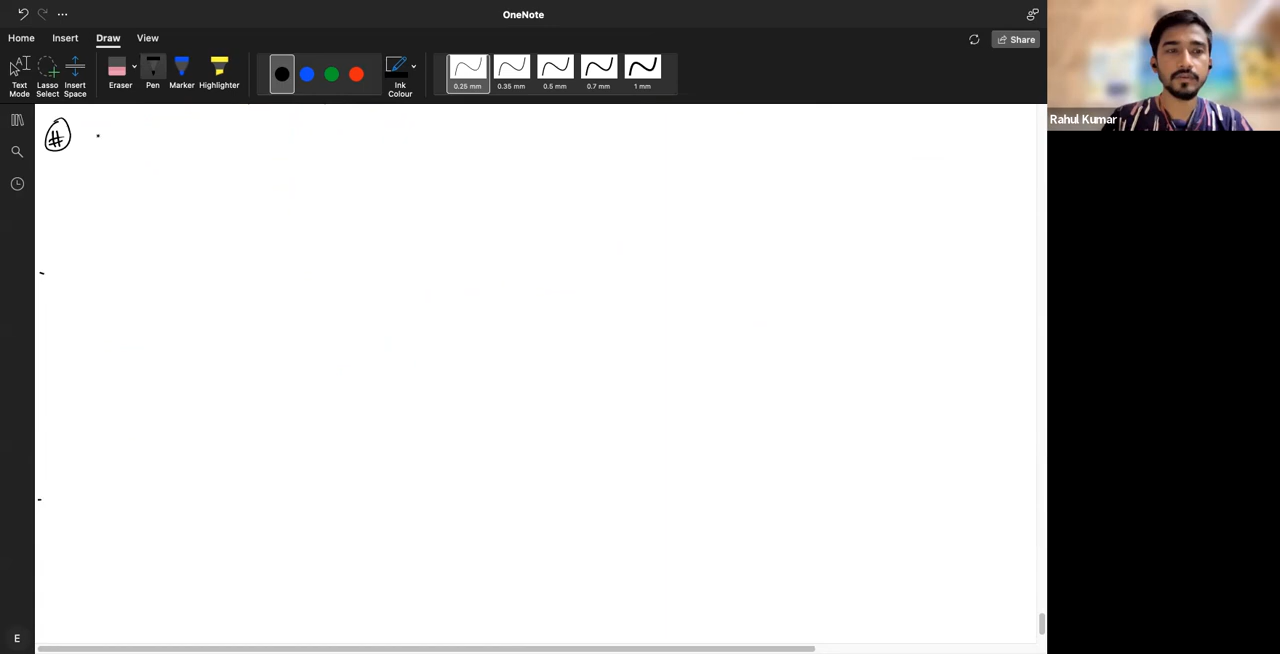 OneNote
Home Insert Draw View
Share
Text Mode
Lasso Select
Insert Space
Eraser
Pen
Marker
Highlighter
Ink Colour
0.25 mm
0.35 mm
0.5 mm
0.7 mm
1 mm
Rahul Kumar
#
E